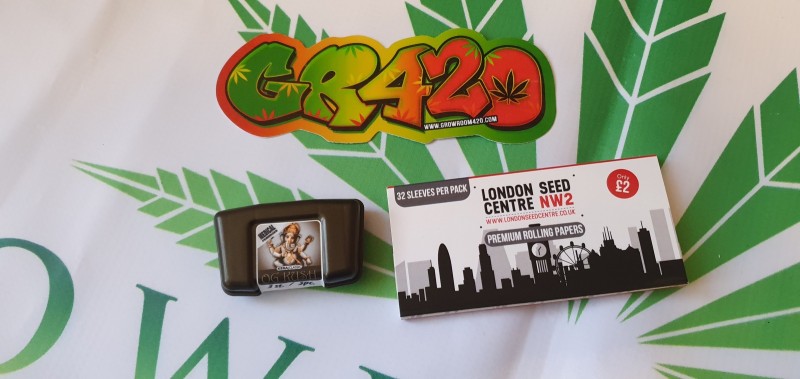 GR420
WWW.GROWROOM420.COM
32 SLEEVES PER PACK
LONDON SEED
CENTRE NW2
WWW.LONDONSEEDCENTRE.CO.UK
PREMIUM ROLLING PAPERS
Only
£2
OG KUSH
OW